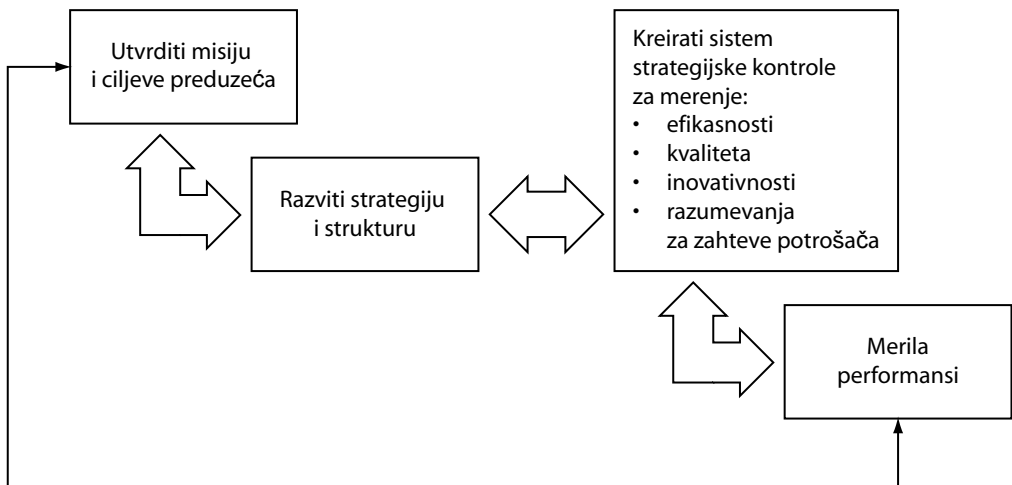 Utvrditi misiju
i ciljeve preduzeća
Razviti strategiju
i strukturu
Kreirati sistem
strategijske kontrole
za merenje:
• efikasnosti
• kvaliteta
• inovativnosti
• razumevanja
za zahteve potrošača
Merila
performansi